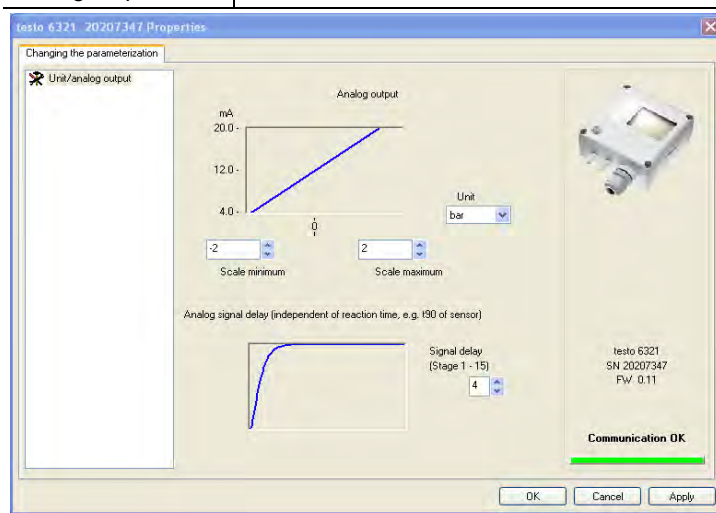 testo 6321 20207347 Properties
Changing the parameterization
Unit/analog output
Analog output
mA
20.0
12.0
4.0
0
Unit
bar
-2
2
Scale minimum
Scale maximum
Analog signal delay (independent of reaction time, e.g. t90 of sensor)
Signal delay
(Stage 1 - 15)
4
testo 6321
SN 20207347
FW 0.11
Communication OK
OK
Cancel
Apply